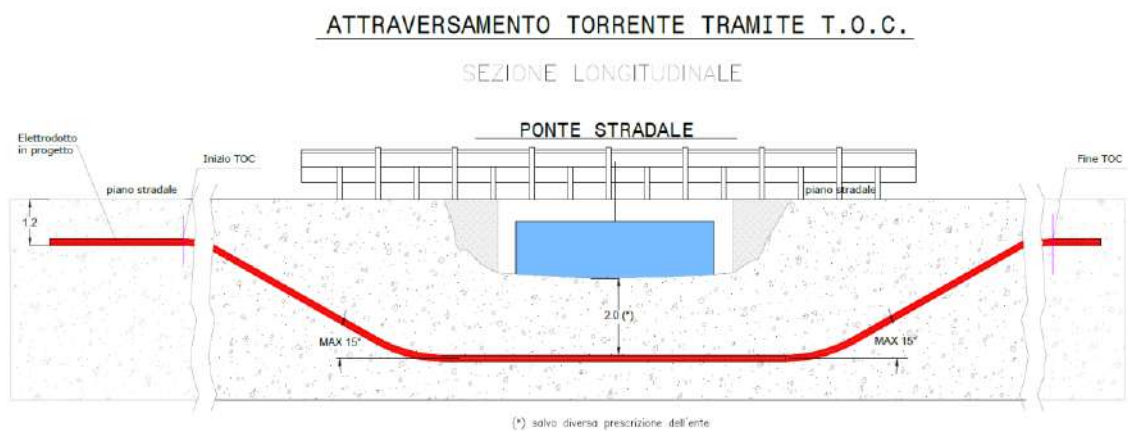 ATTRAVERSAMENTO TORRENTE TRAMITE T.O.C.
SEZIONE LONGITUDINALE
PONTE STRADALE
Elettrodotto
in progetto
Inizio TOC
Fine TOC
piano stradale
piano stradale
1.2
2.0 (*)
MAX 15°
MAX 15°
(*) salvo diversa prescrizione dell'ente